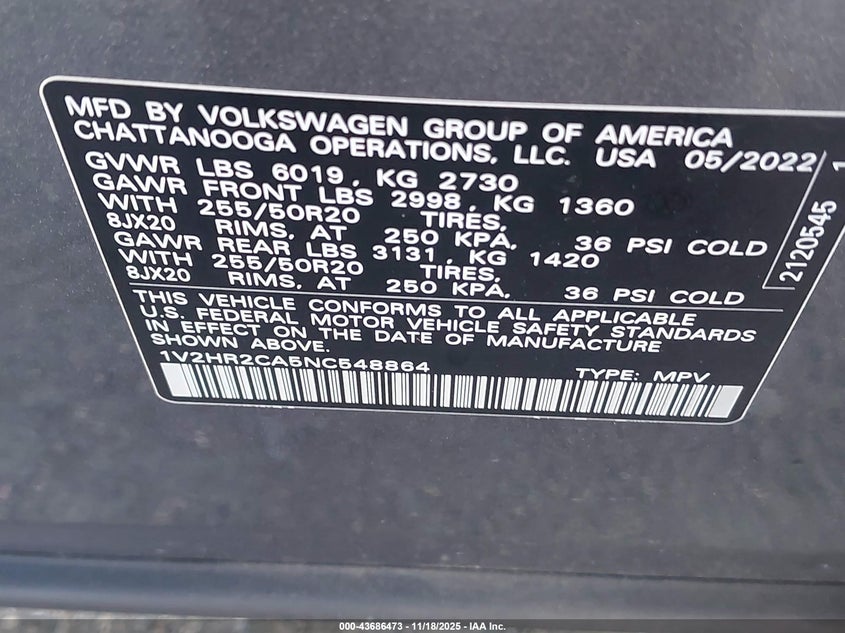 MFD BY VOLKSWAGEN GROUP OF AMERICA
CHATTANOOGA OPERATIONS, LLC. USA 05/2022
GVWR LBS 6019, KG 2730
GAWR FRONT LBS 2998, KG 1360
WITH 255/50R20 TIRES,
8JX20 RIMS, AT 250 KPA, 36 PSI COLD
GAWR REAR LBS 3131, KG 1420
WITH 255/50R20 TIRES,
8JX20 RIMS, AT 250 KPA, 36 PSI COLD
2120545 1
THIS VEHICLE CONFORMS TO ALL APPLICABLE
U.S. FEDERAL MOTOR VEHICLE SAFETY STANDARDS
IN EFFECT ON THE DATE OF MANUFACTURE
SHOWN ABOVE.
1V2HR2CA5NC548864 TYPE: MPV
000-43686473 - 11/18/2025 - IAA Inc.